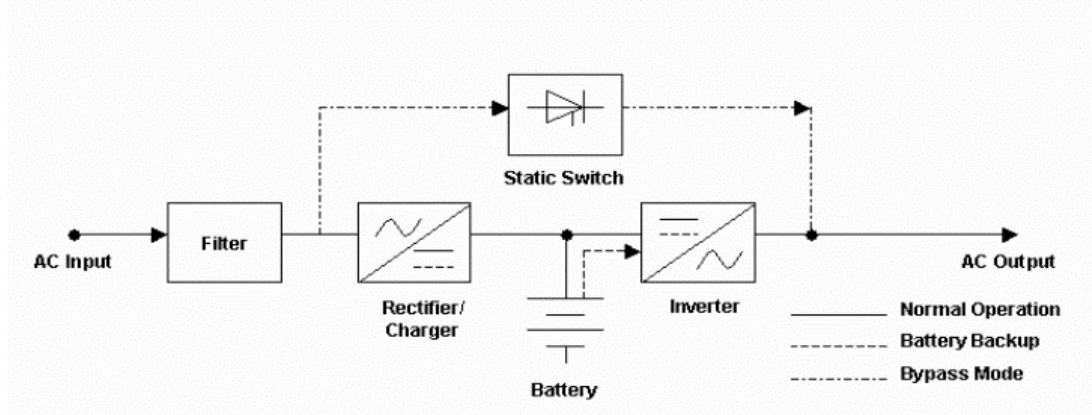 Static Switch
Filter
AC Input
AC Output
Rectifier/
Charger
Inverter
Battery
Normal Operation
Battery Backup
Bypass Mode